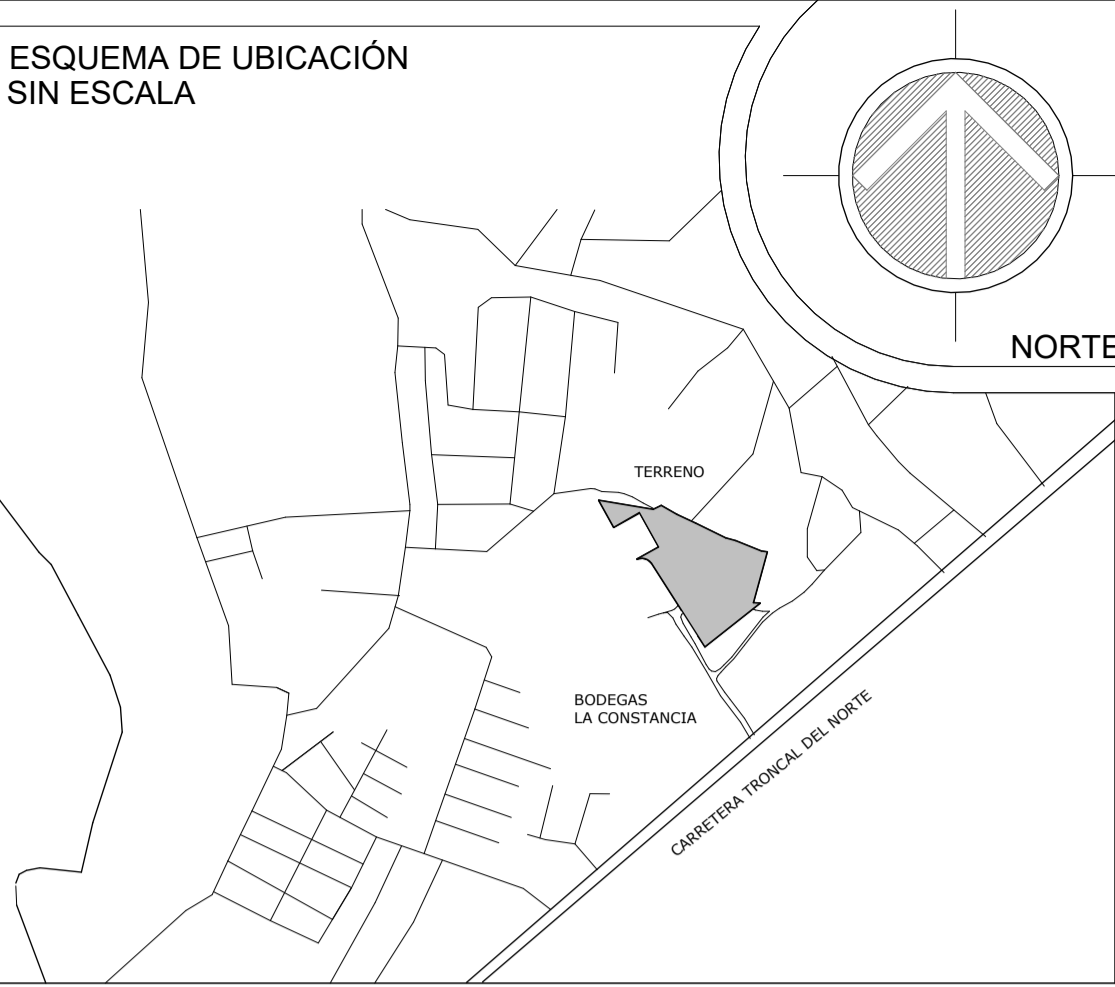 ESQUEMA DE UBICACIÓN
SIN ESCALA
NORTE
TERRENO
BODEGAS
LA CONSTANCIA
CARRETERA TRONCAL DEL NORTE